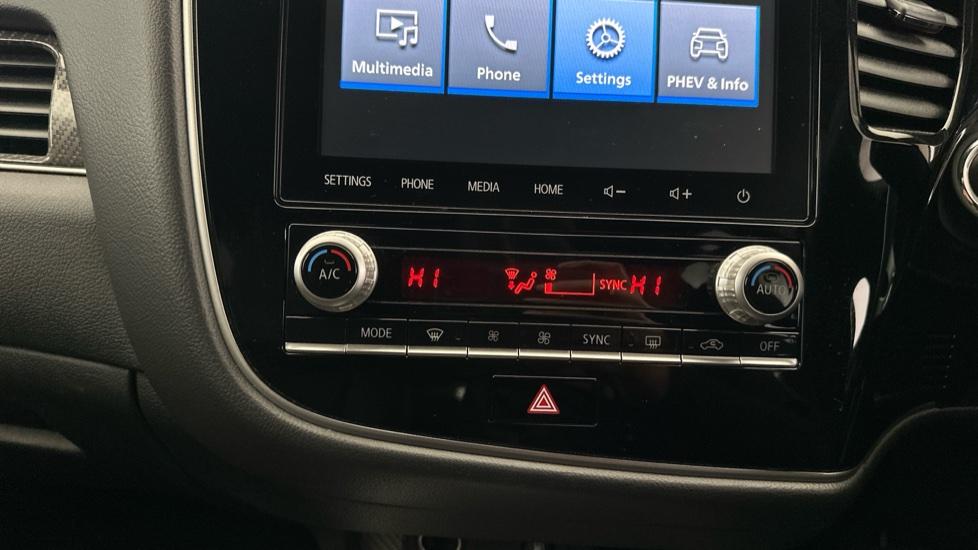 Multimedia Phone Settings PHEV & Info
SETTINGS PHONE MEDIA HOME
A/C HI SYNC HI AUTO
MODE SYNC OFF